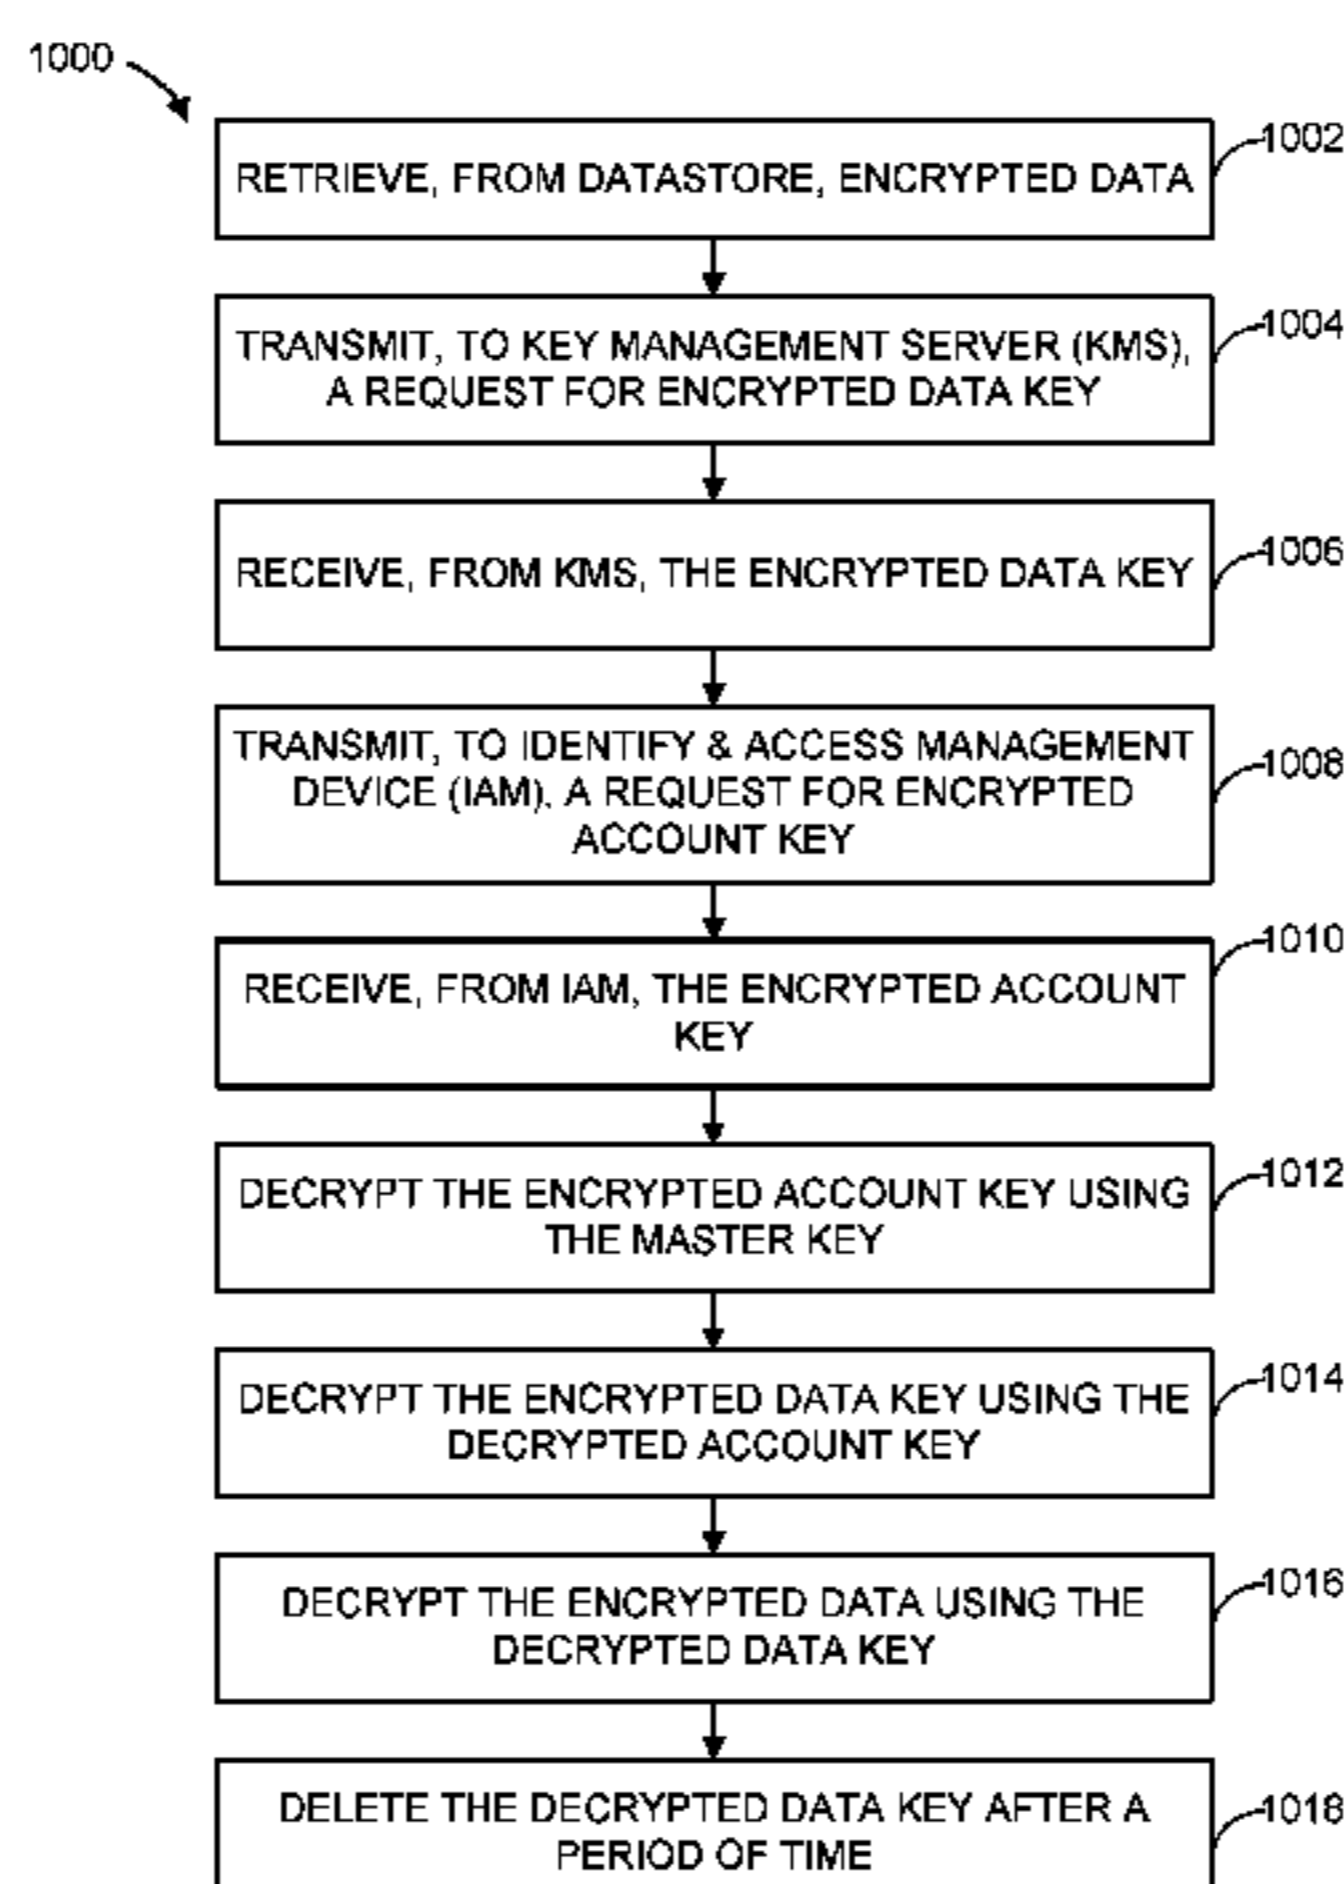 1000
RETRIEVE, FROM DATASTORE, ENCRYPTED DATA
1002
TRANSMIT, TO KEY MANAGEMENT SERVER (KMS),
A REQUEST FOR ENCRYPTED DATA KEY
1004
RECEIVE, FROM KMS, THE ENCRYPTED DATA KEY
1006
TRANSMIT, TO IDENTIFY & ACCESS MANAGEMENT
DEVICE (IAM), A REQUEST FOR ENCRYPTED
ACCOUNT KEY
1008
RECEIVE, FROM IAM, THE ENCRYPTED ACCOUNT
KEY
1010
DECRYPT THE ENCRYPTED ACCOUNT KEY USING
THE MASTER KEY
1012
DECRYPT THE ENCRYPTED DATA KEY USING THE
DECRYPTED ACCOUNT KEY
1014
DECRYPT THE ENCRYPTED DATA USING THE
DECRYPTED DATA KEY
1016
DELETE THE DECRYPTED DATA KEY AFTER A
PERIOD OF TIME
1018